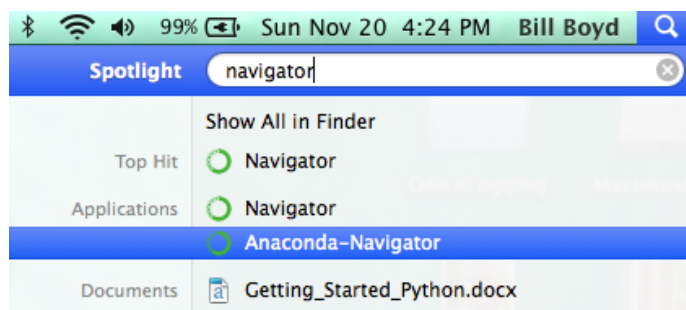 99% Sun Nov 20 4:24 PM Bill Boyd
Spotlight navigator
Show All in Finder
Top Hit Navigator
Applications Navigator
Anaconda-Navigator
Documents Getting_Started_Python.docx